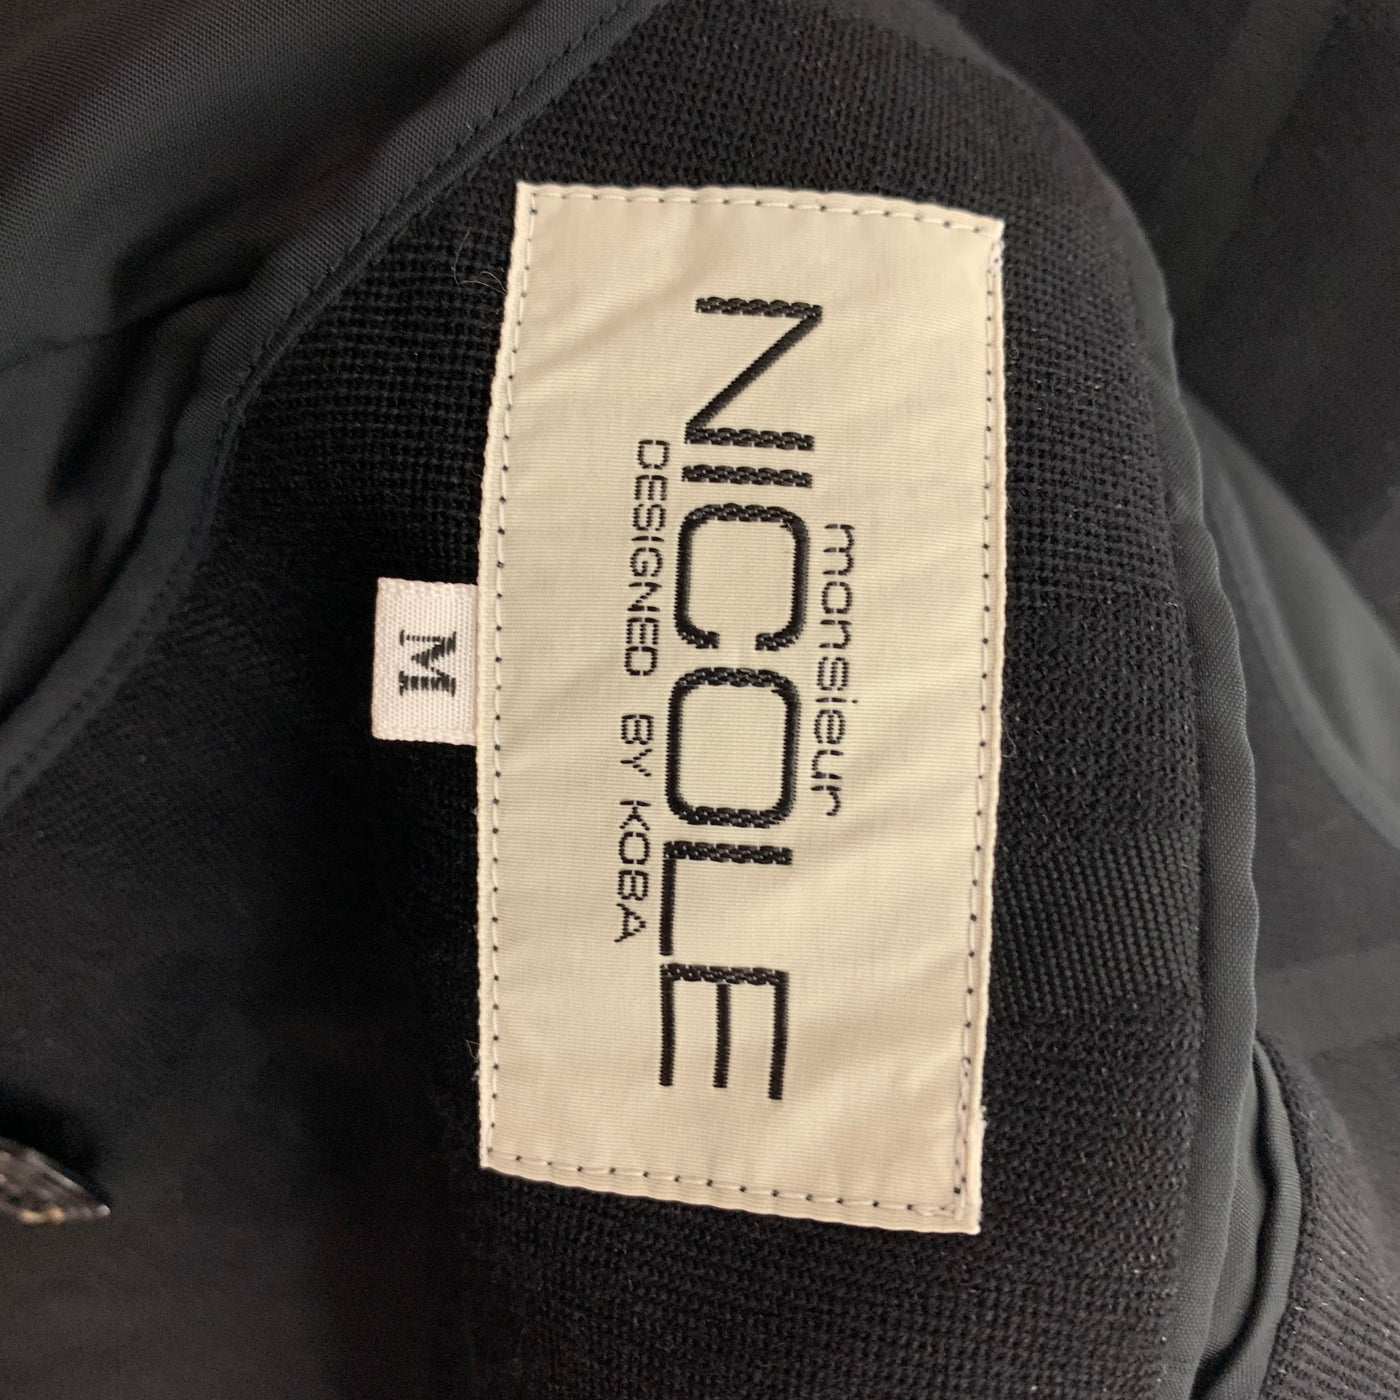 monsieur
NICOLE
DESIGNED BY KOBA
M